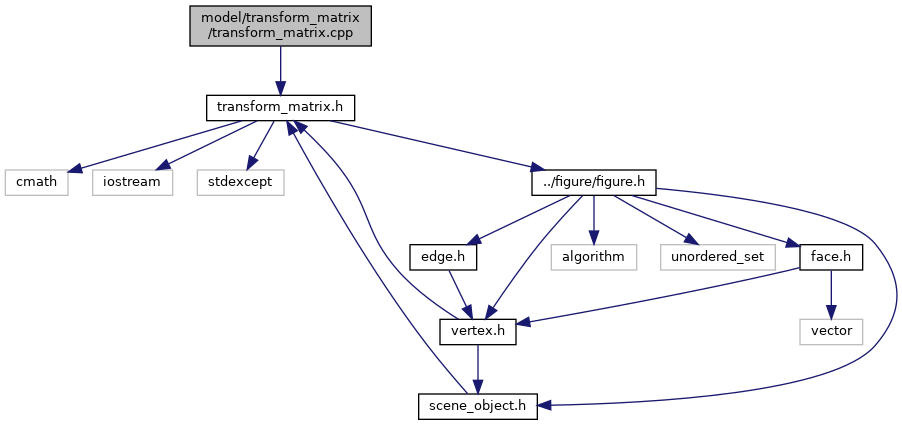 model/transform_matrix
/transform_matrix.cpp
transform_matrix.h
cmath
iostream
stdexcept
../figure/figure.h
edge.h
algorithm
unordered_set
face.h
vertex.h
vector
scene_object.h